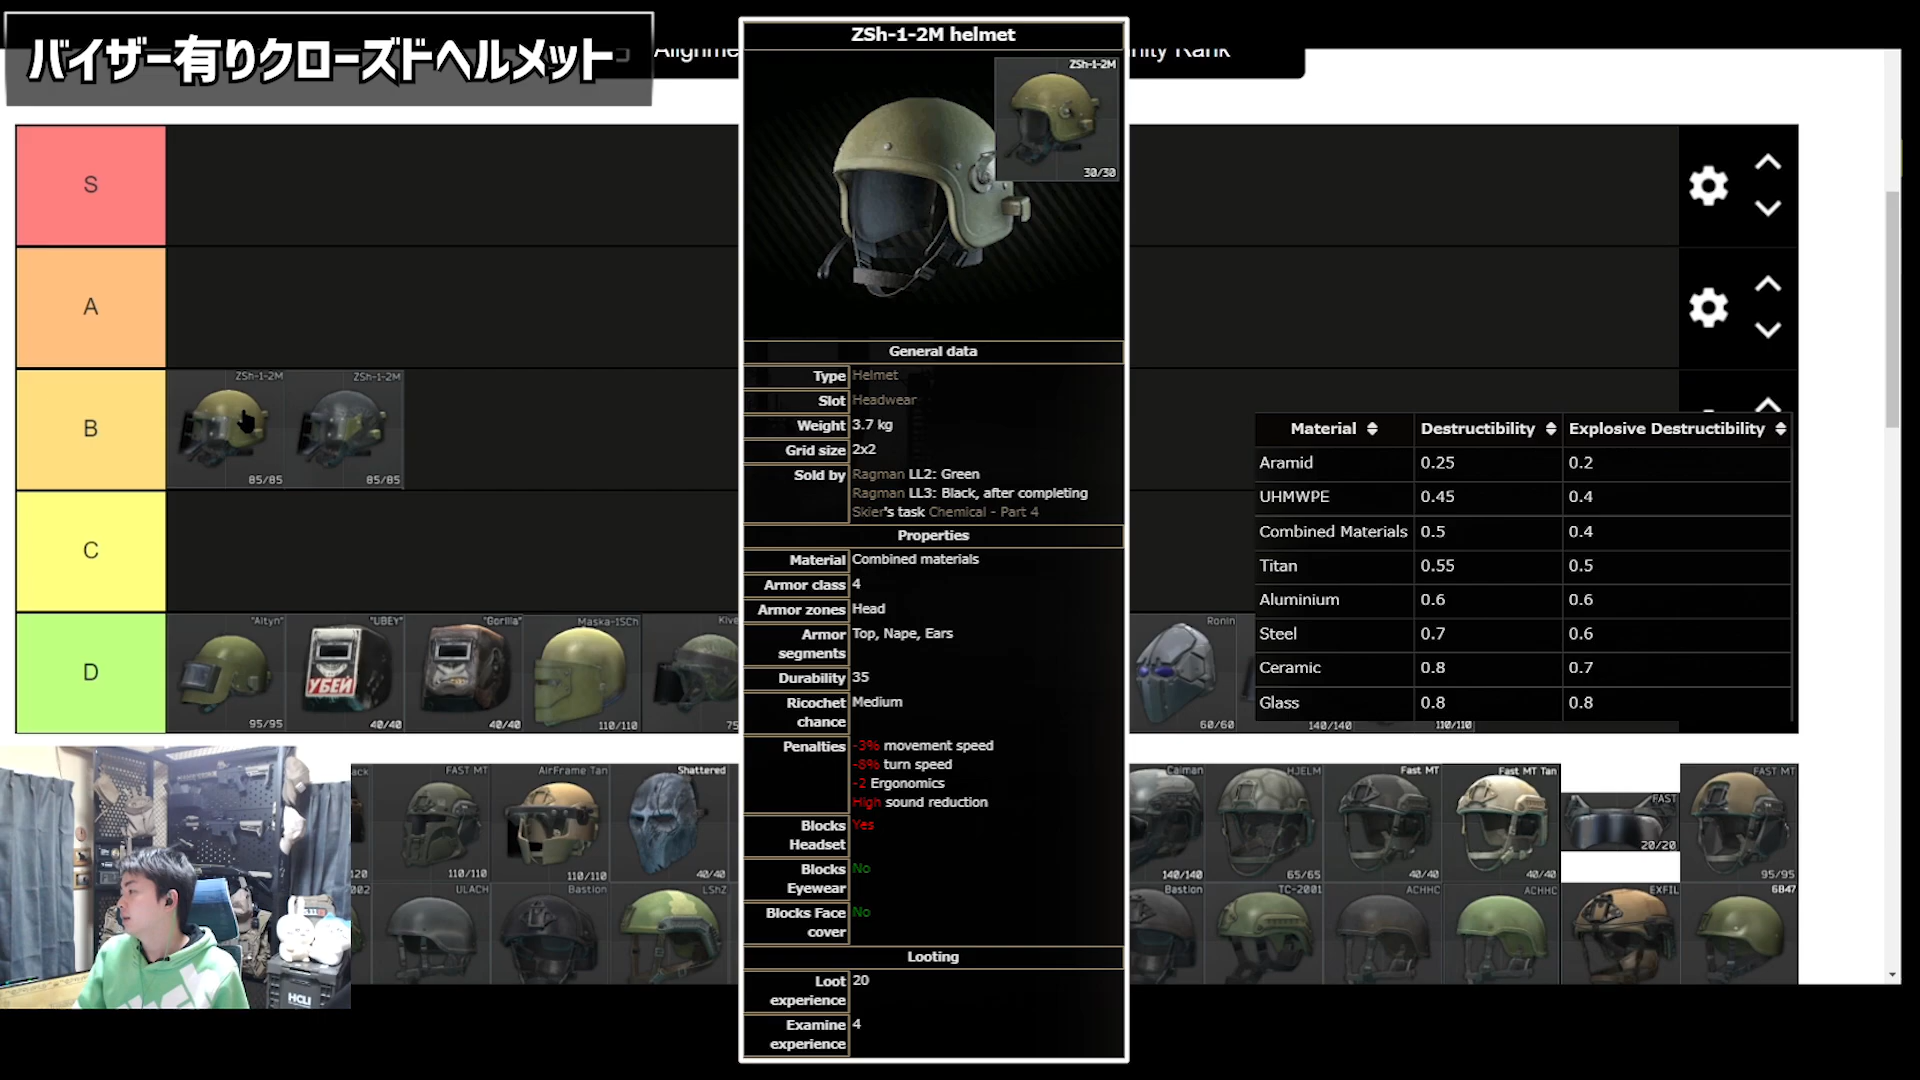 バイザー有りクローズドヘルメット
ZSh-1-2M helmet
ZSh-1-2M
30/30
General data
Type Helmet
Slot Headwear
Weight 3.7 kg
Grid size 2x2
Sold by Ragman LL2: Green
Ragman LL3: Black, after completing
Skier's task Chemical - Part 4
Properties
Material Combined materials
Armor class 4
Armor zones Head
Armor segments Top, Nape, Ears
Durability 35
Ricochet chance Medium
Penalties -3% movement speed
-8% turn speed
-2 Ergonomics
High sound reduction
Blocks Headset Yes
Blocks Eyewear No
Blocks Face cover No
Looting
Loot experience 20
Examine experience 4
S
A
B
ZSh-1-2M
85/85
ZSh-1-2M
85/85
C
D
"Altyn"
95/95
"UBEY"
УБЕЙ
40/40
"Gorilla"
40/40
Maska-1SCh
110/110
Ronin
60/60
140/140
110/110
Material Destructibility Explosive Destructibility
Aramid 0.25 0.2
UHMWPE 0.45 0.4
Combined Materials 0.5 0.4
Titan 0.55 0.5
Aluminium 0.6 0.6
Steel 0.7 0.6
Ceramic 0.8 0.7
Glass 0.8 0.8
FAST MT
110/110
AirFrame Tan
110/110
Shattered
40/40
Caiman
140/140
HJELM
65/65
Fast MT
40/40
Fast MT Tan
40/40
FAST
20/20
FAST MT
95/95
ULACH
Bastion
LShZ
Bastion
TC-2001
ACHHC
ACHHC
EXFIL
6B47